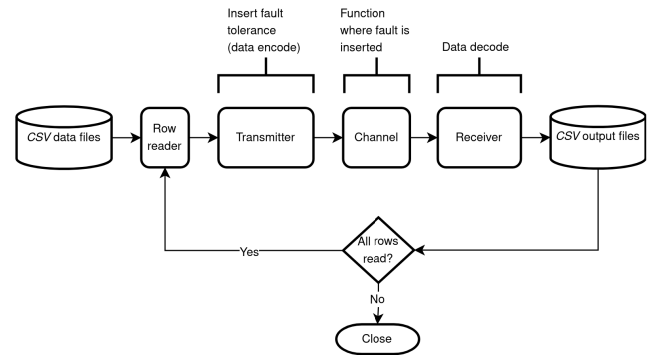 Insert fault
tolerance
(data encode)
Function
where fault is
inserted
Data decode
CSV data files
Row
reader
Transmitter
Channel
Receiver
CSV output files
All rows
read?
Yes
No
Close